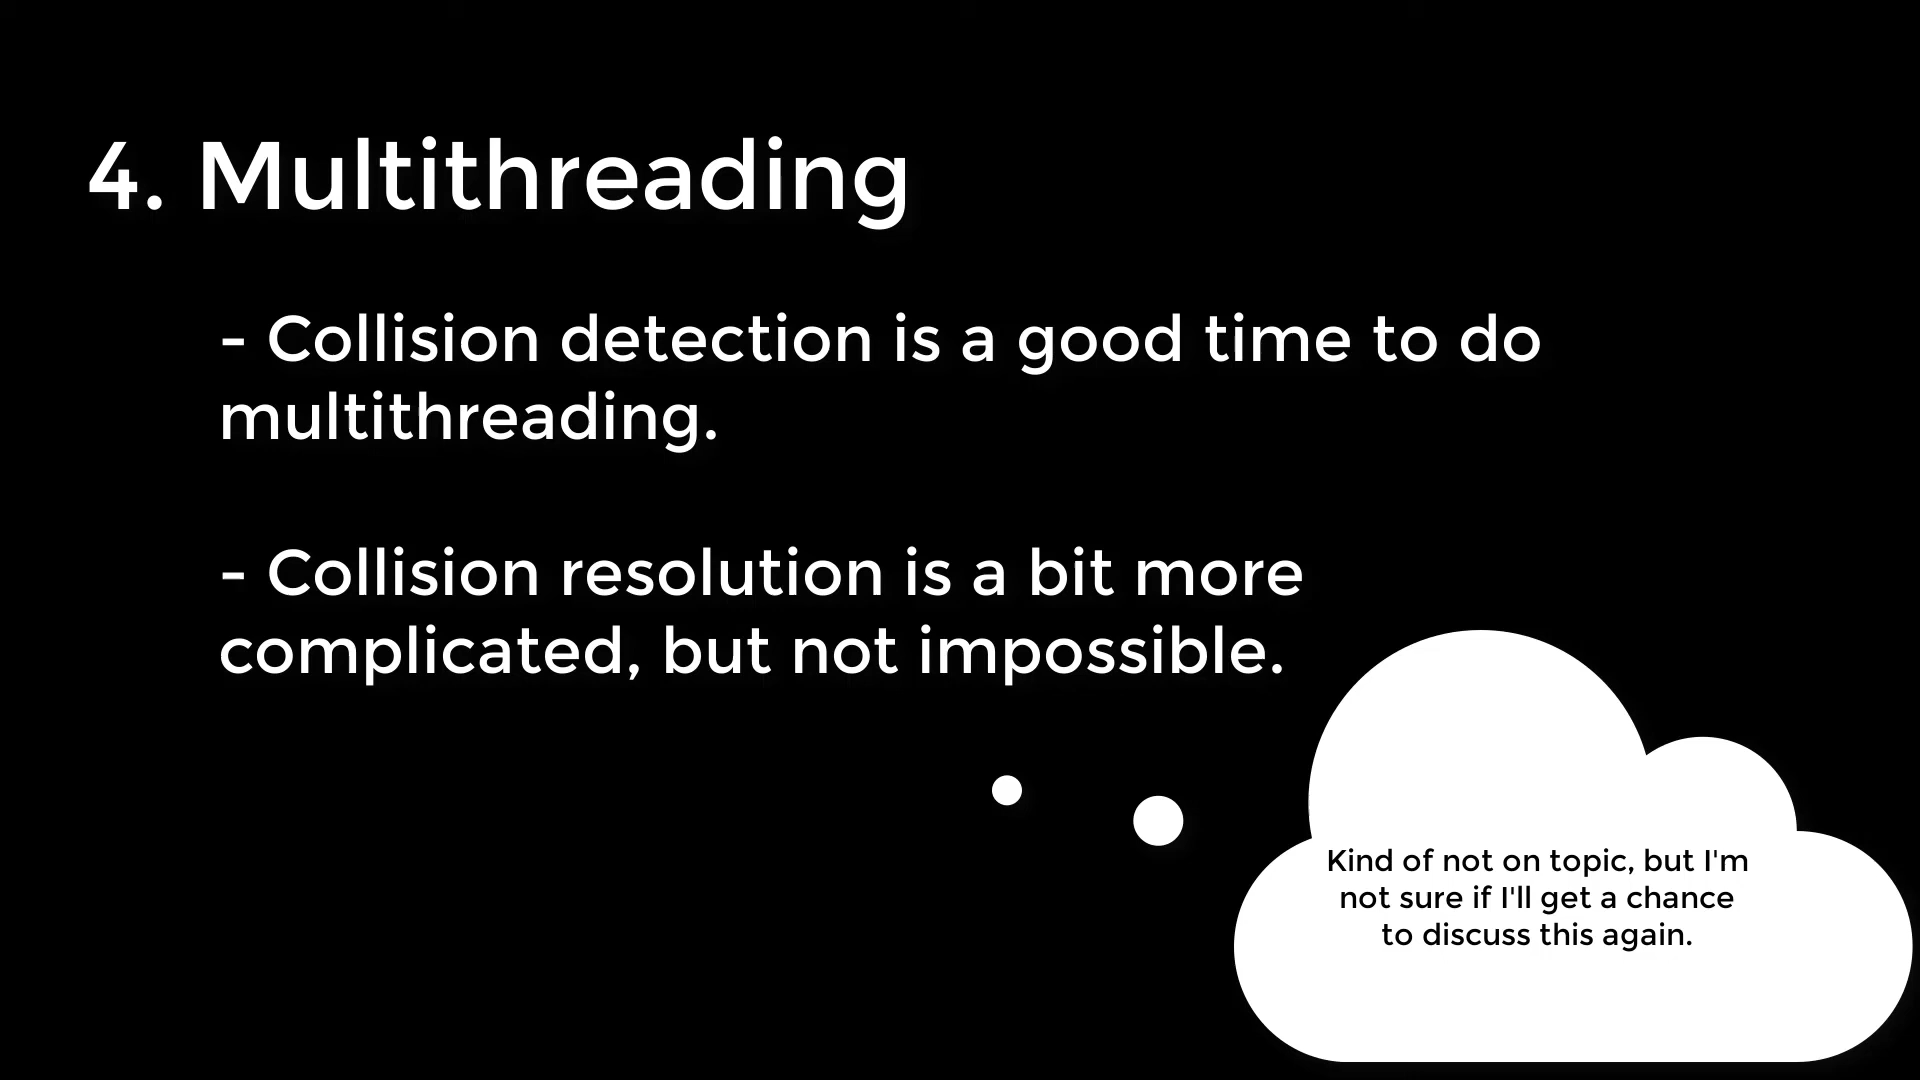 4. Multithreading
- Collision detection is a good time to do
multithreading.
- Collision resolution is a bit more
complicated, but not impossible.
Kind of not on topic, but I'm
not sure if I'll get a chance
to discuss this again.